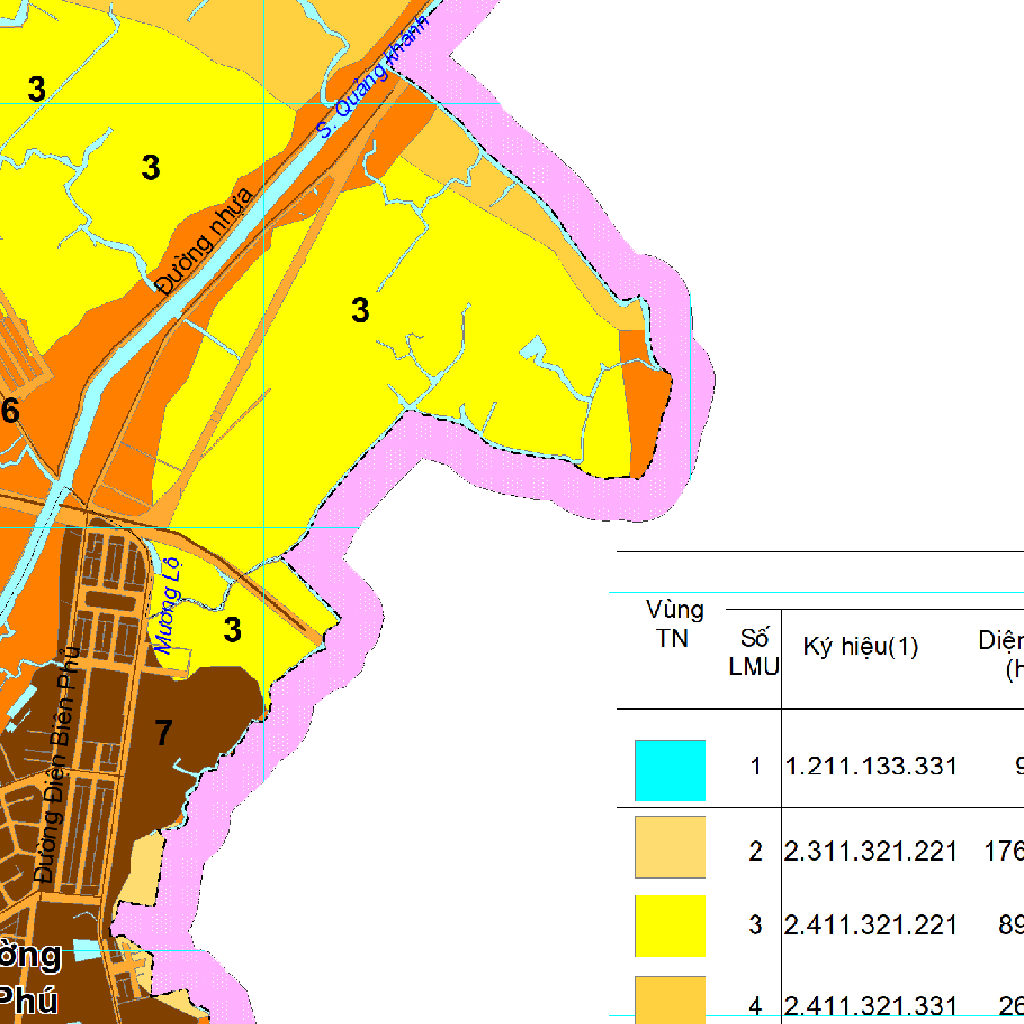 S. Quảng khánh
3
3
Đường nhựa
3
6
Mương Lộ
3
Đường Điện Biên Phủ
7
ờng
Phú
Vùng
TN
Số
LMU
Ký hiệu(1)
Diện
(h
1 1.211.133.331 9
2 2.311.321.221 176
3 2.411.321.221 89
4 2.411.321.331 26